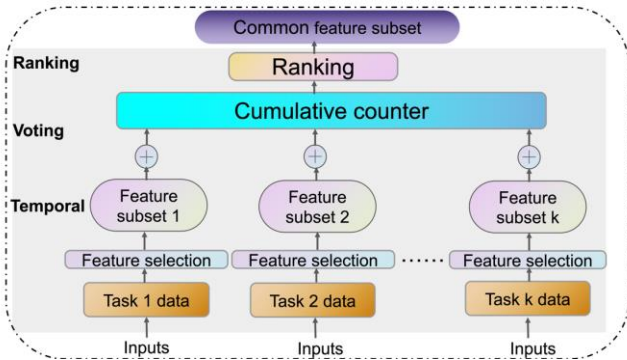 Common feature subset
Ranking
Ranking
Cumulative counter
Voting
+ + +
Temporal
Feature subset 1
Feature subset 2
Feature subset k
Feature selection Feature selection ...... Feature selection
Task 1 data Task 2 data Task k data
Inputs Inputs Inputs